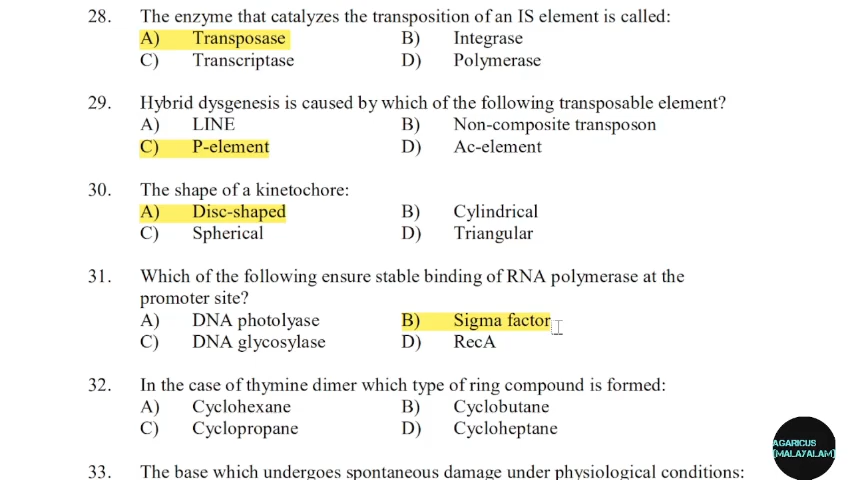 28. The enzyme that catalyzes the transposition of an IS element is called:
A) Transposase B) Integrase
C) Transcriptase D) Polymerase
29. Hybrid dysgenesis is caused by which of the following transposable element?
A) LINE B) Non-composite transposon
C) P-element D) Ac-element
30. The shape of a kinetochore:
A) Disc-shaped B) Cylindrical
C) Spherical D) Triangular
31. Which of the following ensure stable binding of RNA polymerase at the
promoter site?
A) DNA photolyase B) Sigma factor
C) DNA glycosylase D) RecA
32. In the case of thymine dimer which type of ring compound is formed:
A) Cyclohexane B) Cyclobutane
C) Cyclopropane D) Cycloheptane
33. The base which undergoes spontaneous damage under physiological conditions:
AGARICUS
(MALAYALAM)